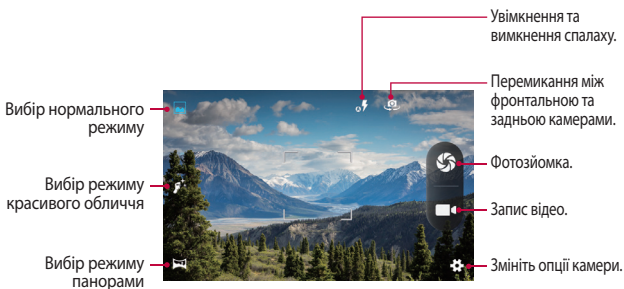 Увімкнення та
вимкнення спалаху.
Перемикання між
фронтальною та
задньою камерами.
Вибір нормального
режиму
Фотозйомка.
Вибір режиму
красивого обличчя
Запис відео.
Вибір режиму
панорами
Змініть опції камери.